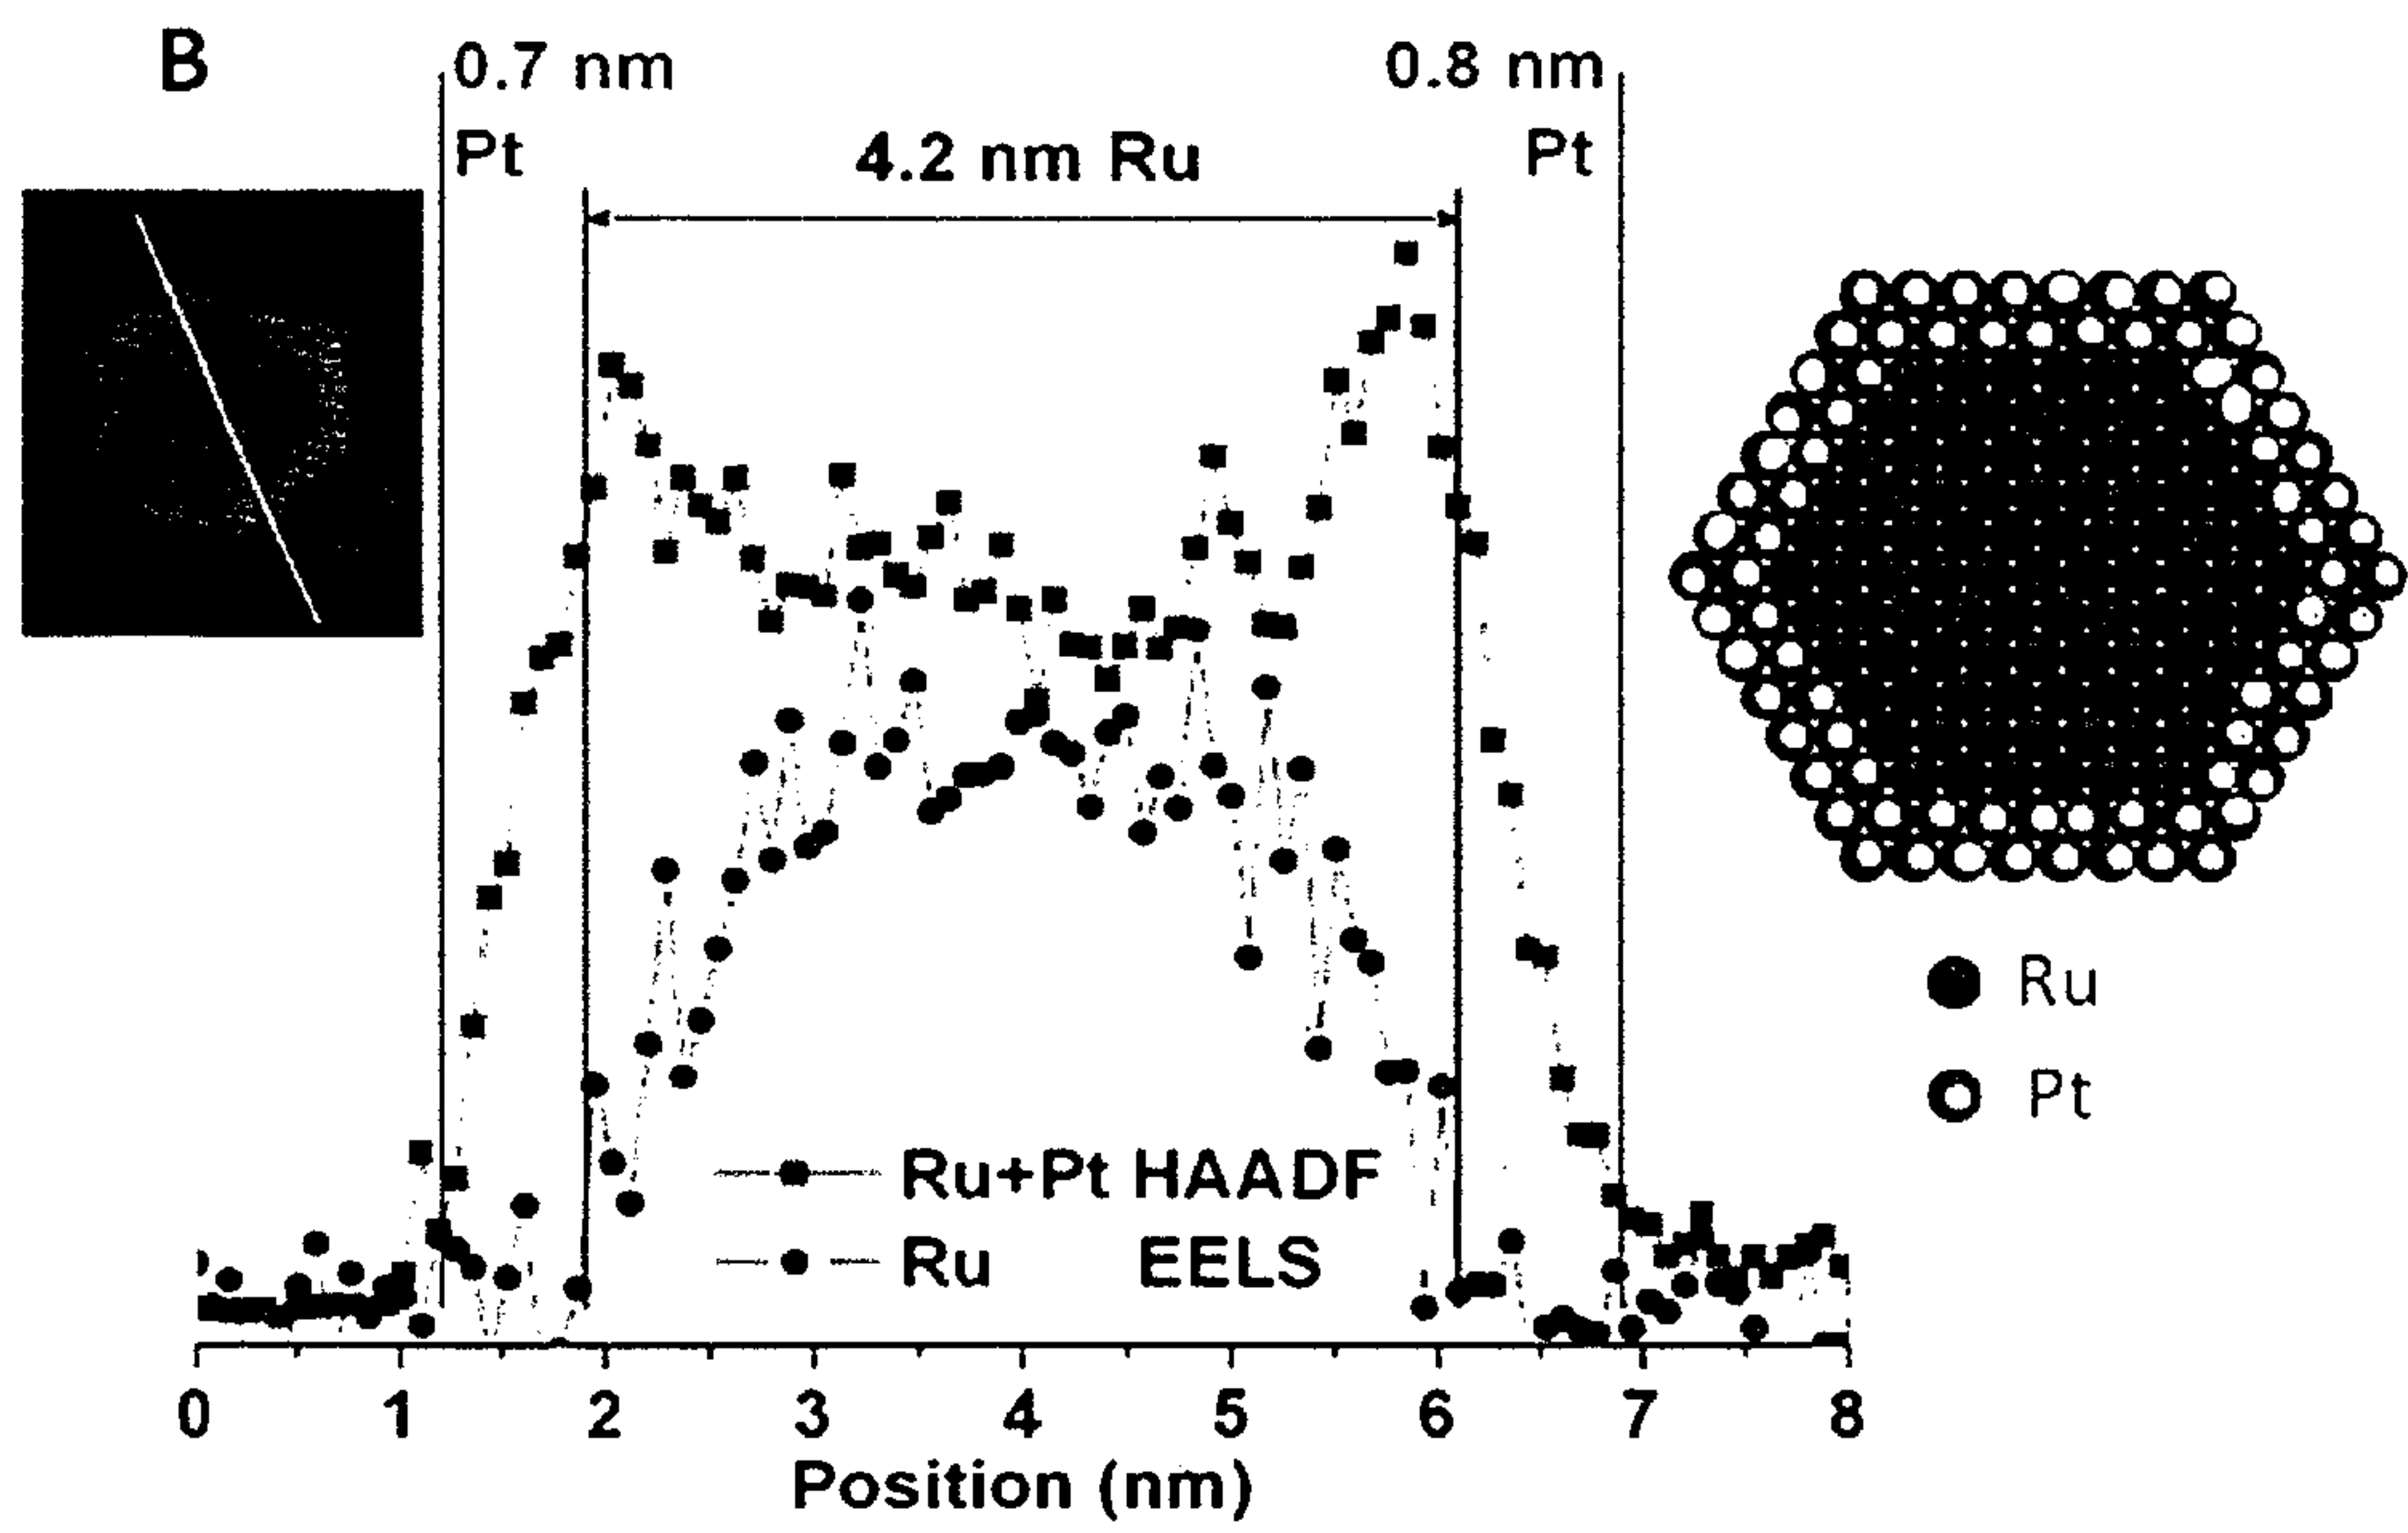 B
0.7 nm
0.8 nm
Pt
Pt
4.2 nm Ru
Ru
Pt
Ru+Pt HAADF
Ru EELS
0 1 2 3 4 5 6 7 8
Position (nm)